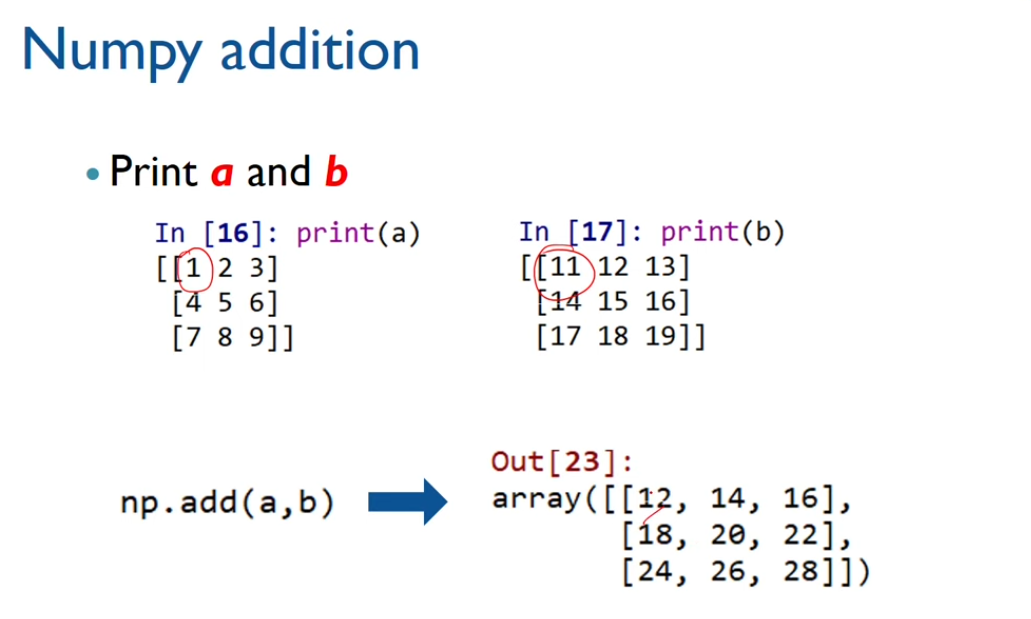 Numpy addition
• Print a and b
In [16]: print(a)
[[1 2 3]
[4 5 6]
[7 8 9]]
In [17]: print(b)
[[11 12 13]
[14 15 16]
[17 18 19]]
np.add(a,b)
Out[23]:
array([[12, 14, 16],
[18, 20, 22],
[24, 26, 28]])